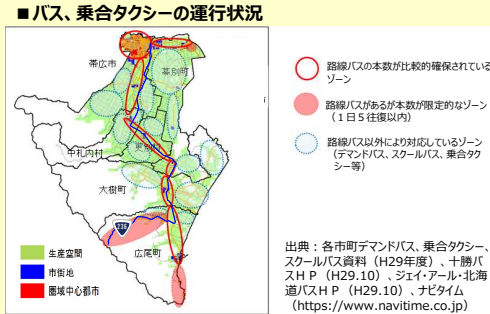 ■バス、乗合タクシーの運行状況
帯広市
幕別町
中札内村
更別村
大樹町
236
広尾町
生産空間
市街地
圏域中心都市
路線バスの本数が比較的確保されている
ゾーン
路線バスがあるが本数が限定的なゾーン
（1日5往復以内）
路線バス以外により対応しているゾーン
（デマンドバス、スクールバス、乗合タク
シー等）
出典：各市町デマンドバス、乗合タクシー、
スクールバス資料（H29年度）、十勝バ
スＨＰ（H29.10）、ジェイ・アール・北海
道バスＨＰ（H29.10）、ナビタイム
（https://www.navitime.co.jp）